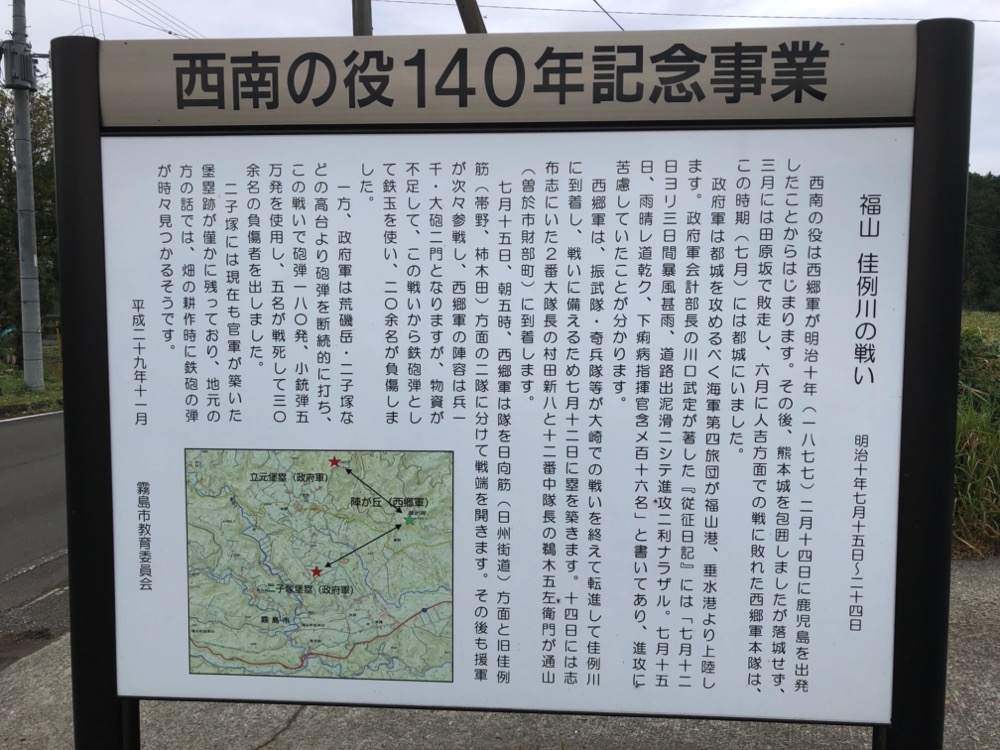 西南の役140年記念事業
福山 佳例川の戦い
明治十年七月十五日～二十四日
西南の役は西郷軍が明治十年（一八七七）二月十四日に鹿児島を出発
したことからはじまります。その後、熊本城を包囲しましたが落城せず、
三月には田原坂で敗走し、六月に人吉方面での戦に敗れた西郷軍本隊は、
この時期（七月）には都城にいました。
政府軍は都城を攻めるべく海軍第四旅団が福山港、垂水港より上陸し
ます。政府軍会計部長の川口武定が著した『従征日記』には「七月十二
日ヨリ三日間暴風甚雨、道路出泥滑ニシテ進攻ニ利ナラザル。七月十五
日、雨晴し道乾ク、下痢病指揮官含メ百十六名」と書いてあり、進攻に
苦慮していたことが分かります。
西郷軍は、振武隊・奇兵隊等が大崎での戦いを終えて転進して佳例川
に到着し、戦いに備えるため七月十二日に塁を築きます。十四日には志
布志にいた２番大隊長の村田新八と十二番中隊長の鵜木五左衛門が通山
（曽於市財部町）に到着します。
七月十五日、朝五時、西郷軍は隊を日向筋（日州街道）方面と旧佳例
筋（帯野、柿木田）方面の二隊に分けて戦端を開きます。その後も援軍
が次々参戦し、西郷軍の陣容は兵一
千・大砲二門となりますが、物資が
不足して、この戦いから鉄砲弾とし
て鉄玉を使い、二〇余名が負傷しま
した。
一方、政府軍は荒磯岳・二子塚な
どの高台より砲弾を断続的に打ち、
この戦いで砲弾一八〇発、小銃弾五
万発を使用し、五名が戦死して三〇
余名の負傷者を出しました。
二子塚には現在も官軍が築いた
堡塁跡が僅かに残っており、地元の
方の話では、畑の耕作時に鉄砲の弾
が時々見つかるそうです。
平成二十九年十一月
霧島市教育委員会
立元堡塁（政府軍）
陣が丘（西郷軍）
二子塚堡塁（政府軍）
霧島市